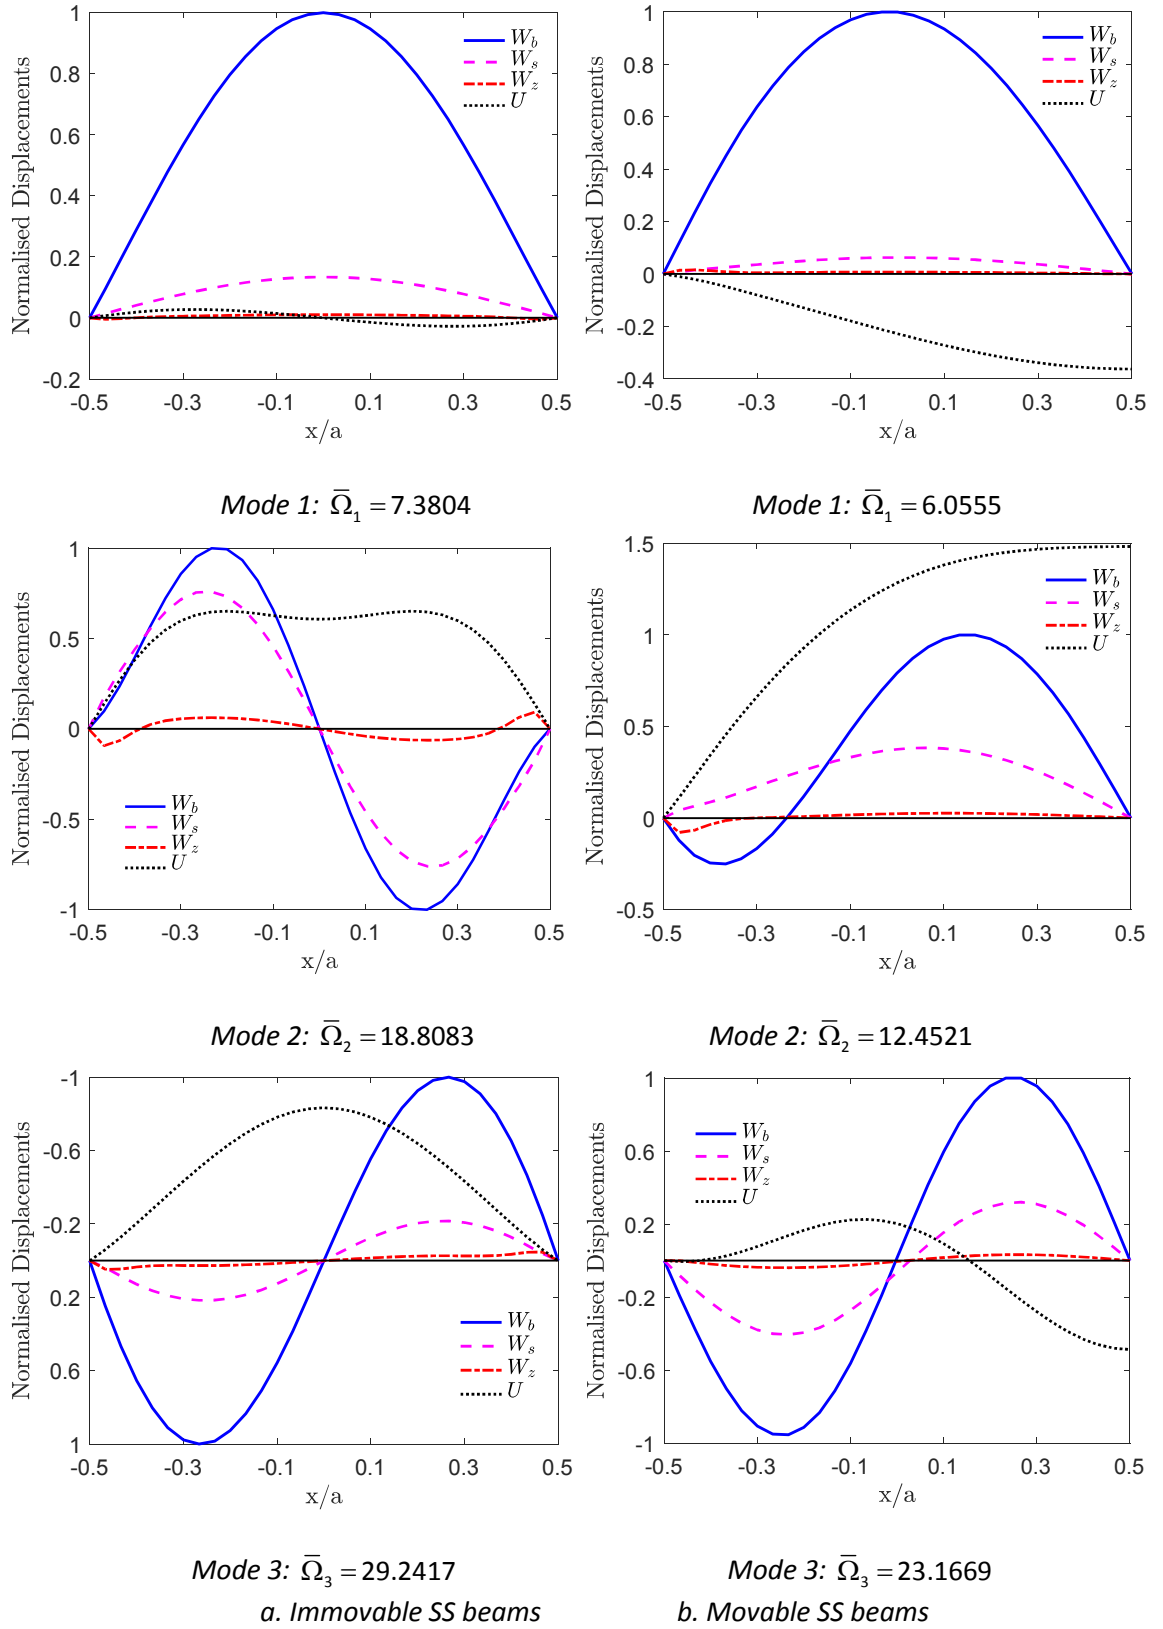 1
0.8
0.6
0.4
0.2
0
-0.2
-0.5
-0.3
-0.1
0.1
0.3
0.5
x/a
Normalised Displacements
W_b
W_s
W_z
U
1
0.8
0.6
0.4
0.2
0
-0.2
-0.4
-0.5
-0.3
-0.1
0.1
0.3
0.5
x/a
Normalised Displacements
W_b
W_s
W_z
U
Mode 1: Ω̅₁ = 7.3804
Mode 1: Ω̅₁ = 6.0555
1
0.5
0
-0.5
-1
-0.5
-0.3
-0.1
0.1
0.3
0.5
x/a
Normalised Displacements
W_b
W_s
W_z
U
1.5
1
0.5
0
-0.5
-0.5
-0.3
-0.1
0.1
0.3
0.5
x/a
Normalised Displacements
W_b
W_s
W_z
U
Mode 2: Ω̅₂ = 18.8083
Mode 2: Ω̅₂ = 12.4521
-1
-0.6
-0.2
0.2
0.6
1
-0.5
-0.3
-0.1
0.1
0.3
0.5
x/a
Normalised Displacements
W_b
W_s
W_z
U
1
0.6
0.2
-0.2
-0.6
-1
-0.5
-0.3
-0.1
0.1
0.3
0.5
x/a
Normalised Displacements
W_b
W_s
W_z
U
Mode 3: Ω̅₃ = 29.2417
Mode 3: Ω̅₃ = 23.1669
a. Immovable SS beams
b. Movable SS beams